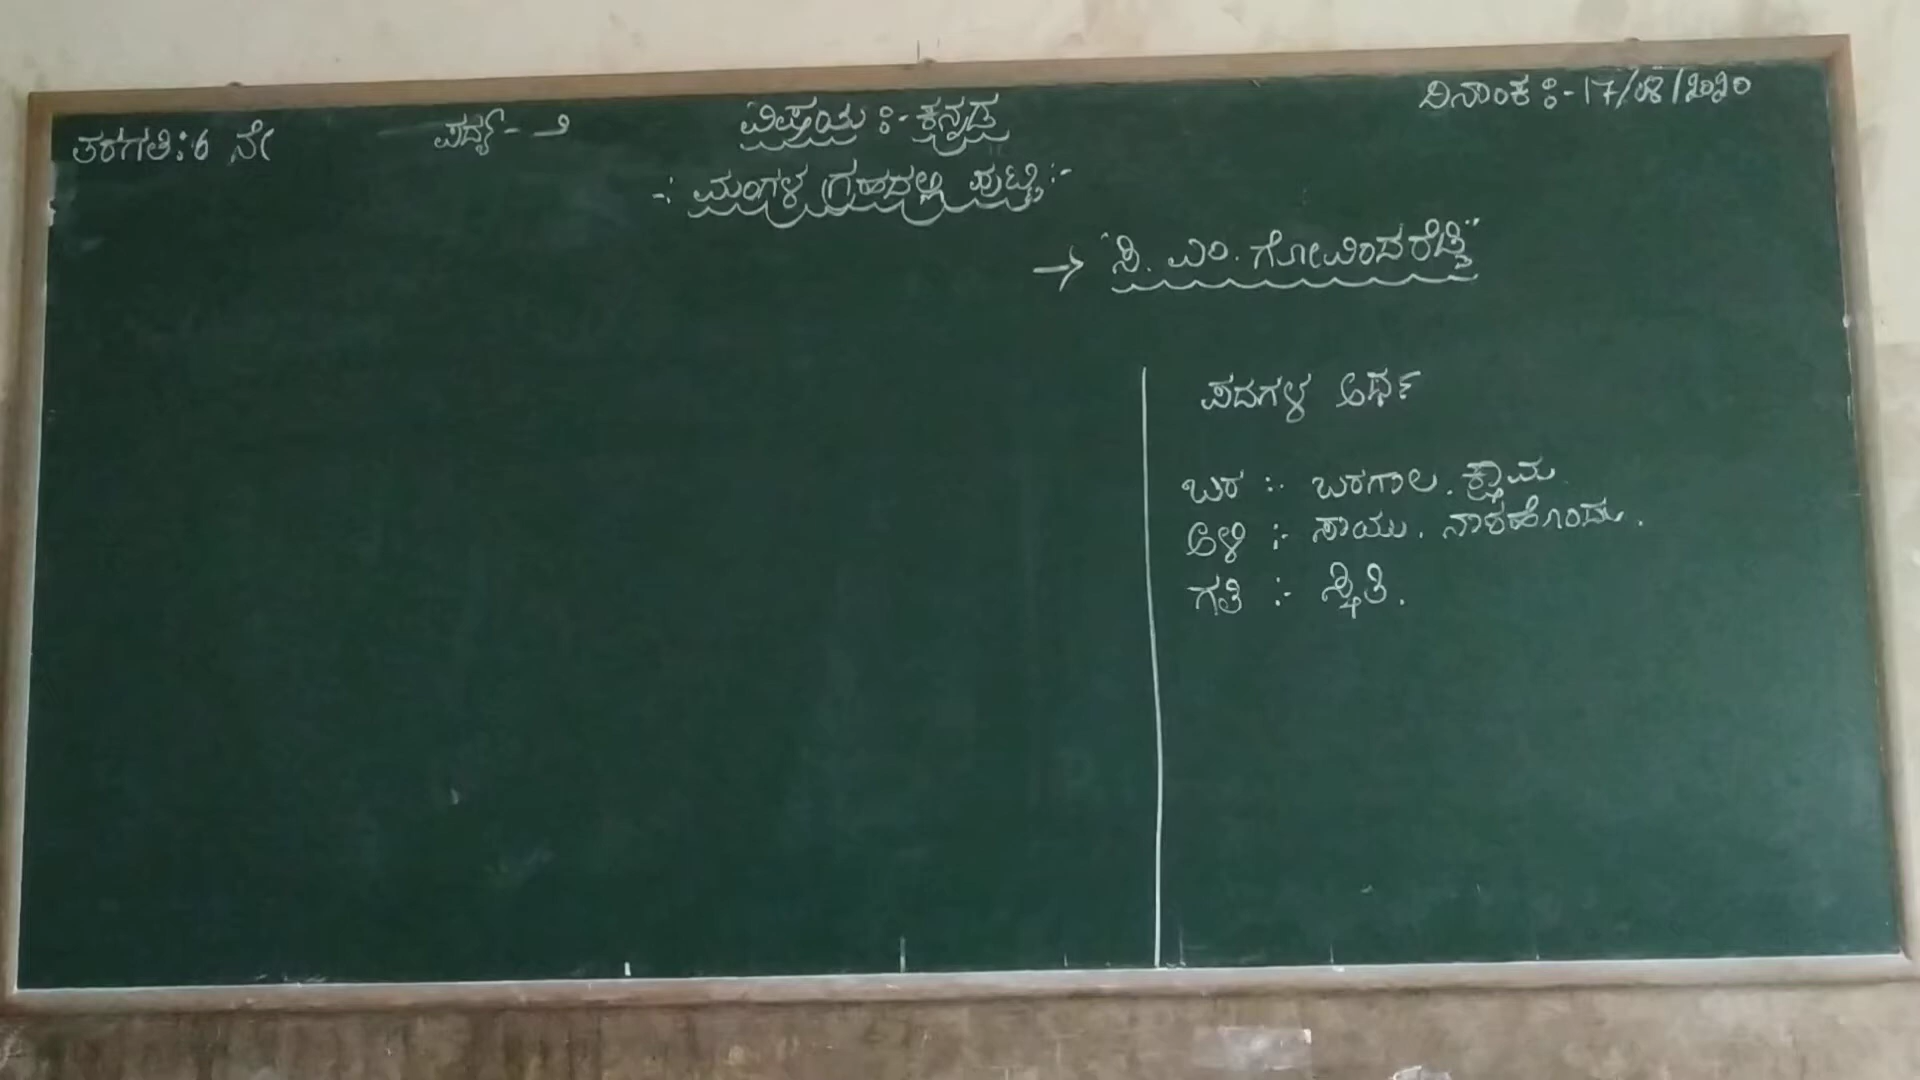 ತರಗತಿ: 6 ನೇ ಪದ್ಯ - ೨ ವಿಷಯ :- ಕನ್ನಡ ದಿನಾಂಕ :- 17/08/2020
-: ಮಂಗಳ ಗ್ರಹದಲ್ಲಿ ಪುಟ್ಟಿ :-
→ "ಸಿ. ಎಂ. ಗೋವಿಂದರೆಡ್ಡಿ"
ಪದಗಳ ಅರ್ಥ
ಬರ :- ಬರಗಾಲ. ಕ್ಷಾಮ.
ಅಳಿ :- ಸಾಯು. ನಾಶಹೊಂದು.
ಗತಿ :- ಸ್ಥಿತಿ.